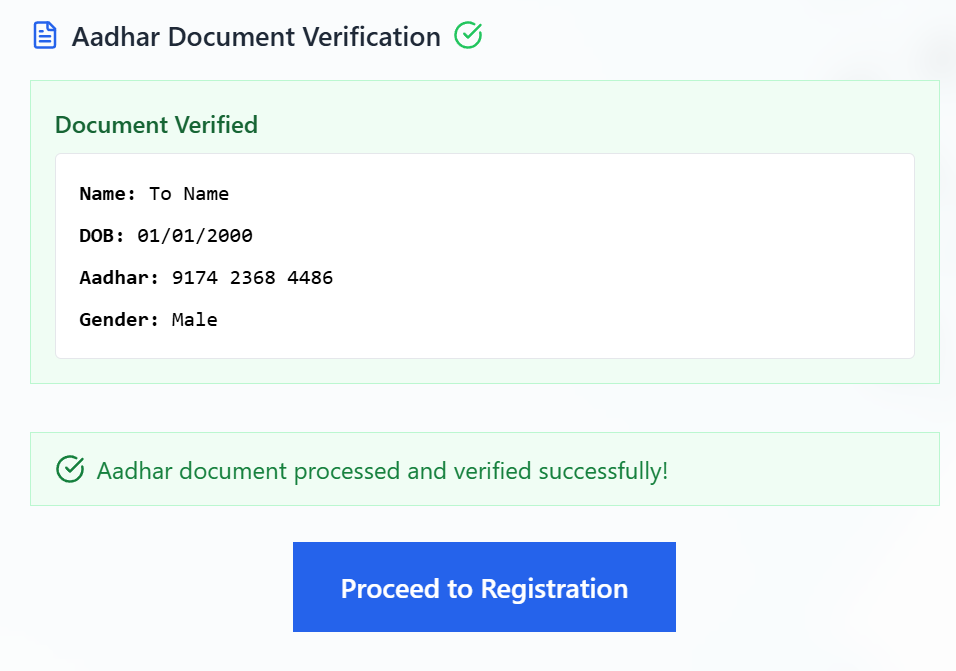 Aadhar Document Verification
Document Verified
Name: To Name
DOB: 01/01/2000
Aadhar: 9174 2368 4486
Gender: Male
Aadhar document processed and verified successfully!
Proceed to Registration